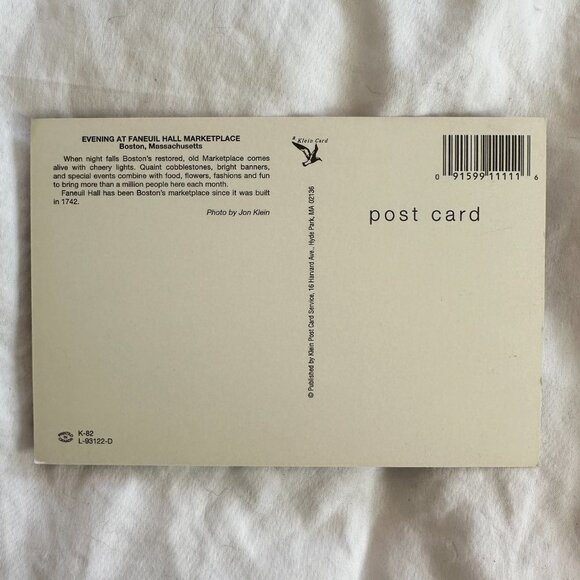 EVENING AT FANEUIL HALL MARKETPLACE
Boston, Massachusetts
When night falls Boston's restored, old Marketplace comes
alive with cheery lights. Quaint cobblestones, bright banners,
and special events combine with food, flowers, fashions and fun
to bring more than a million people here each month.
Faneuil Hall has been Boston's marketplace since it was built
in 1742.
Photo by Jon Klein
K-82
L-93122-D
a Klein Card
© Published by Klein Post Card Service, 16 Harvard Ave., Hyde Park, MA 02136
0 91599 11111 6
post card